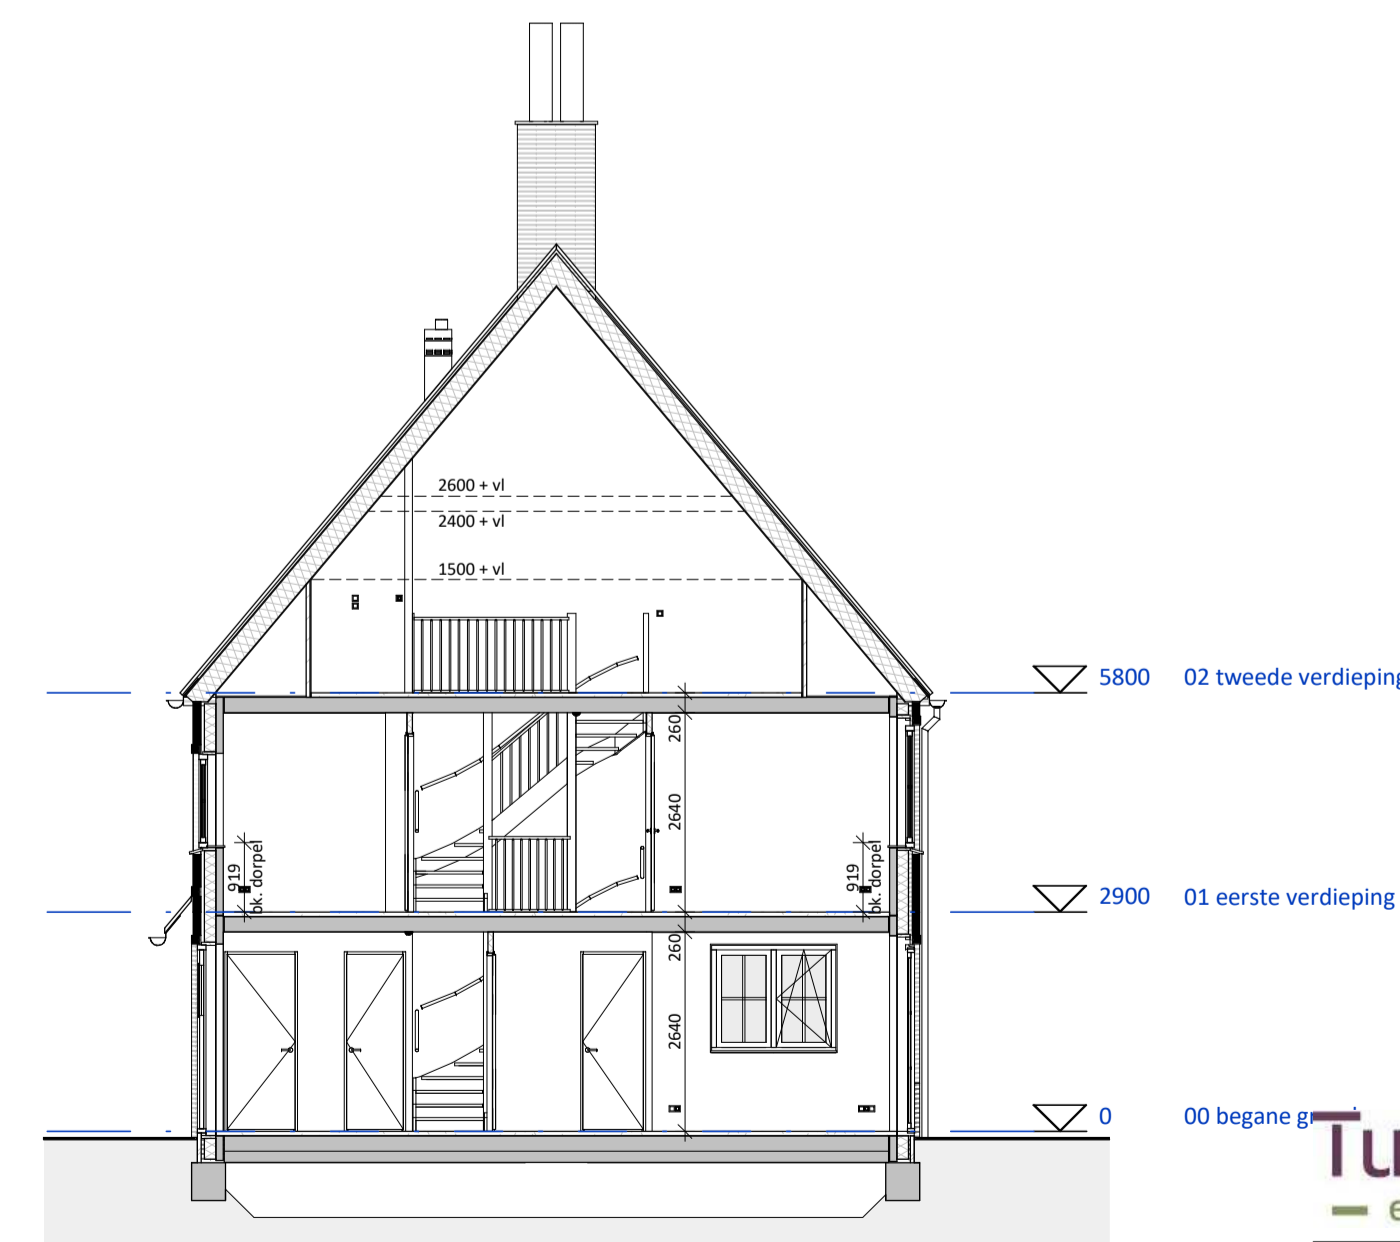 2600 + vl
2400 + vl
1500 + vl
5800 02 tweede verdieping
260
2640
919
bk. dorpel
919
bk. dorpel
2900 01 eerste verdieping
260
2640
0 00 begane
Tu